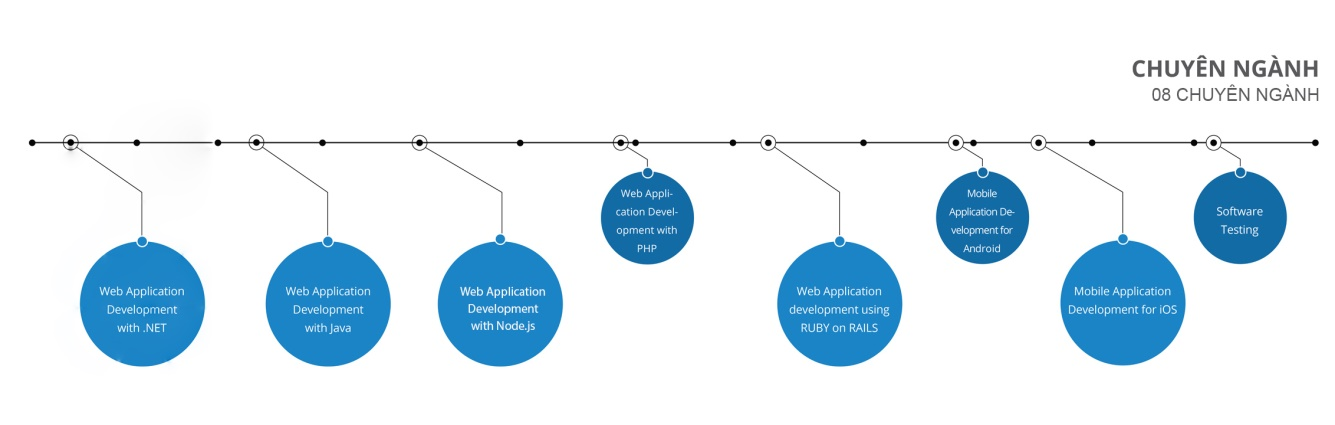 CHUYÊN NGÀNH
08 CHUYÊN NGÀNH
Web Application
Development
with .NET
Web Application
Development
with Java
Web Application
Development
with Node.js
Web Appli-
cation Devel-
opment with
PHP
Web Application
development using
RUBY on RAILS
Mobile
Application De-
velopment for
Android
Mobile Application
Development for iOS
Software
Testing